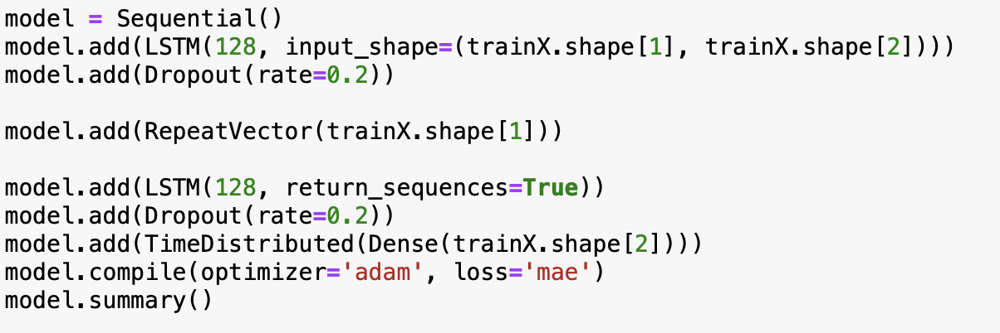 model = Sequential()
model.add(LSTM(128, input_shape=(trainX.shape[1], trainX.shape[2])))
model.add(Dropout(rate=0.2))
model.add(RepeatVector(trainX.shape[1]))
model.add(LSTM(128, return_sequences=True))
model.add(Dropout(rate=0.2))
model.add(TimeDistributed(Dense(trainX.shape[2])))
model.compile(optimizer='adam', loss='mae')
model.summary()